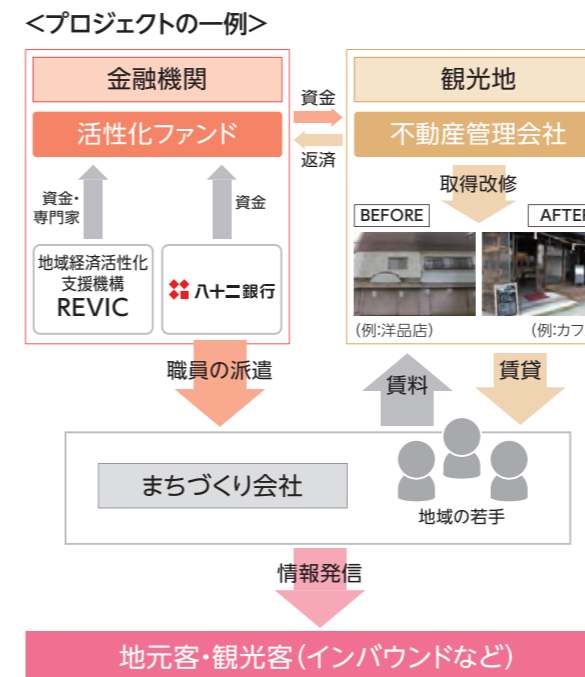 ＜プロジェクトの一例＞
金融機関
活性化ファンド
資金・
専門家
資金
地域経済活性化
支援機構
REVIC
八十二銀行
資金
返済
観光地
不動産管理会社
取得改修
BEFORE
AFTER
（例:洋品店）
（例:カフ
職員の派遣
賃料
賃貸
まちづくり会社
地域の若手
情報発信
地元客・観光客（インバウンドなど）